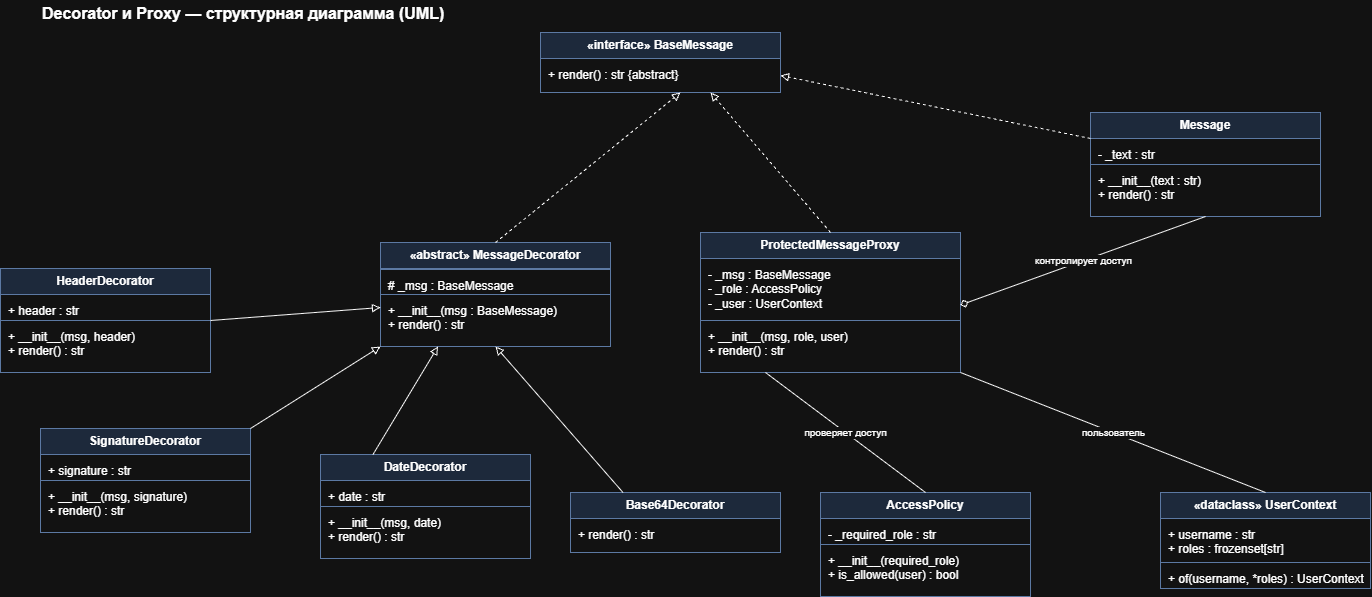 Decorator и Proxy — структурная диаграмма (UML)
«interface» BaseMessage
+ render() : str {abstract}
Message
- _text : str
+ __init__(text : str)
+ render() : str
контролирует доступ
«abstract» MessageDecorator
# _msg : BaseMessage
+ __init__(msg : BaseMessage)
+ render() : str
ProtectedMessageProxy
- _msg : BaseMessage
- _role : AccessPolicy
- _user : UserContext
+ __init__(msg, role, user)
+ render() : str
HeaderDecorator
+ header : str
+ __init__(msg, header)
+ render() : str
SignatureDecorator
+ signature : str
+ __init__(msg, signature)
+ render() : str
DateDecorator
+ date : str
+ __init__(msg, date)
+ render() : str
Base64Decorator
+ render() : str
проверяет доступ
пользователь
AccessPolicy
- _required_role : str
+ __init__(required_role)
+ is_allowed(user) : bool
«dataclass» UserContext
+ username : str
+ roles : frozenset[str]
+ of(username, *roles) : UserContext